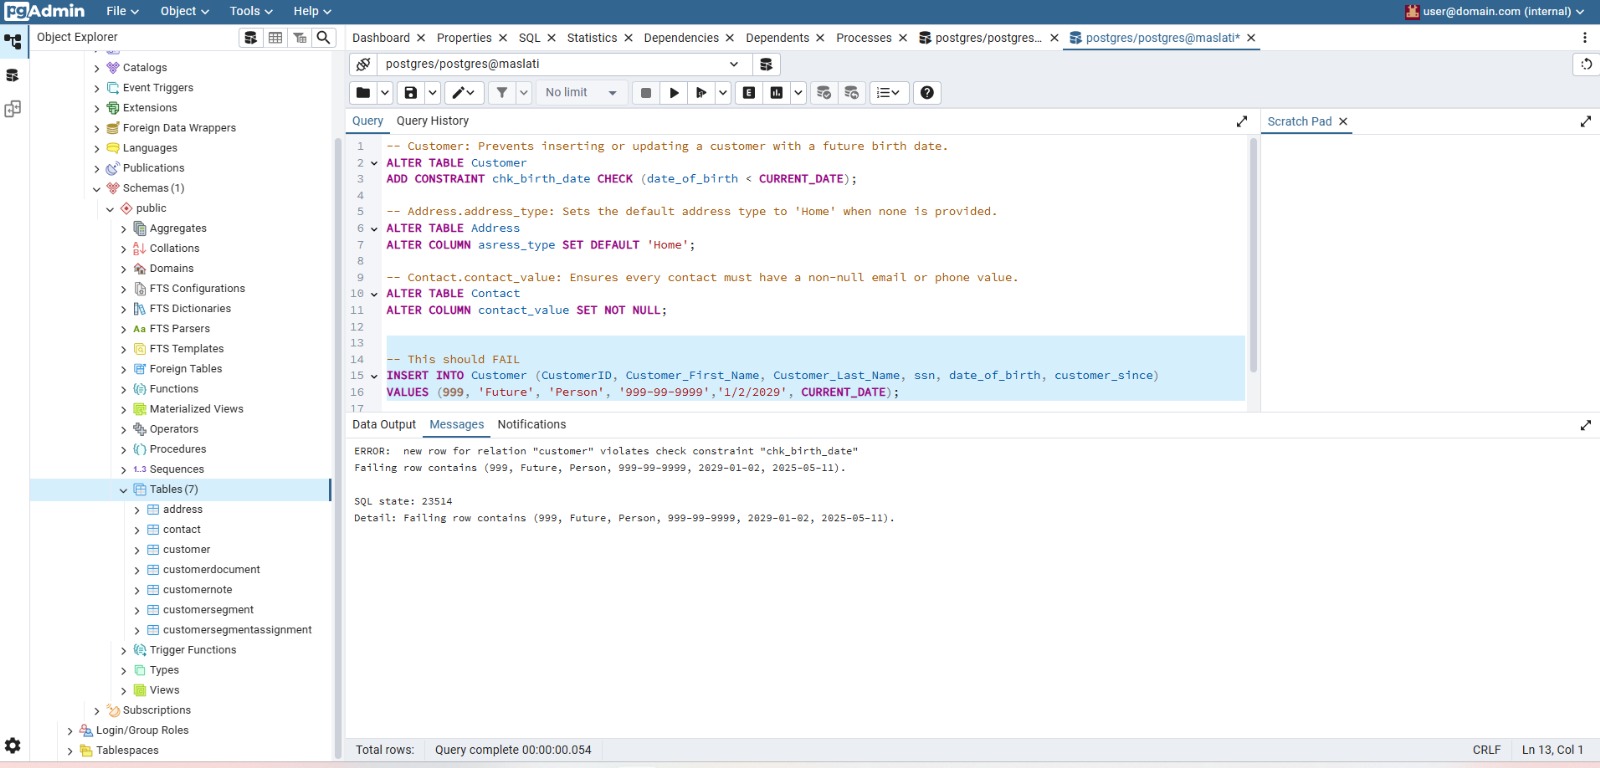 pgAdmin File Object Tools Help user@domain.com (internal)
Object Explorer
Dashboard Properties SQL Statistics Dependencies Dependents Processes postgres/postgres... postgres/postgres@maslati*
postgres/postgres@maslati
No limit
Query Query History
Scratch Pad
Catalogs
Event Triggers
Extensions
Foreign Data Wrappers
Languages
Publications
Schemas (1)
public
Aggregates
Collations
Domains
FTS Configurations
FTS Dictionaries
Aa FTS Parsers
FTS Templates
Foreign Tables
Functions
Materialized Views
Operators
Procedures
1..3 Sequences
Tables (7)
address
contact
customer
customerdocument
customernote
customersegment
customersegmentassignment
Trigger Functions
Types
Views
Subscriptions
Login/Group Roles
Tablespaces
1 -- Customer: Prevents inserting or updating a customer with a future birth date.
2 ALTER TABLE Customer
3 ADD CONSTRAINT chk_birth_date CHECK (date_of_birth < CURRENT_DATE);
4
5 -- Address.address_type: Sets the default address type to 'Home' when none is provided.
6 ALTER TABLE Address
7 ALTER COLUMN asress_type SET DEFAULT 'Home';
8
9 -- Contact.contact_value: Ensures every contact must have a non-null email or phone value.
10 ALTER TABLE Contact
11 ALTER COLUMN contact_value SET NOT NULL;
12
13
14 -- This should FAIL
15 INSERT INTO Customer (CustomerID, Customer_First_Name, Customer_Last_Name, ssn, date_of_birth, customer_since)
16 VALUES (999, 'Future', 'Person', '999-99-9999','1/2/2029', CURRENT_DATE);
17
Data Output Messages Notifications
ERROR:  new row for relation "customer" violates check constraint "chk_birth_date"
Failing row contains (999, Future, Person, 999-99-9999, 2029-01-02, 2025-05-11).
SQL state: 23514
Detail: Failing row contains (999, Future, Person, 999-99-9999, 2029-01-02, 2025-05-11).
Total rows: Query complete 00:00:00.054 CRLF Ln 13, Col 1